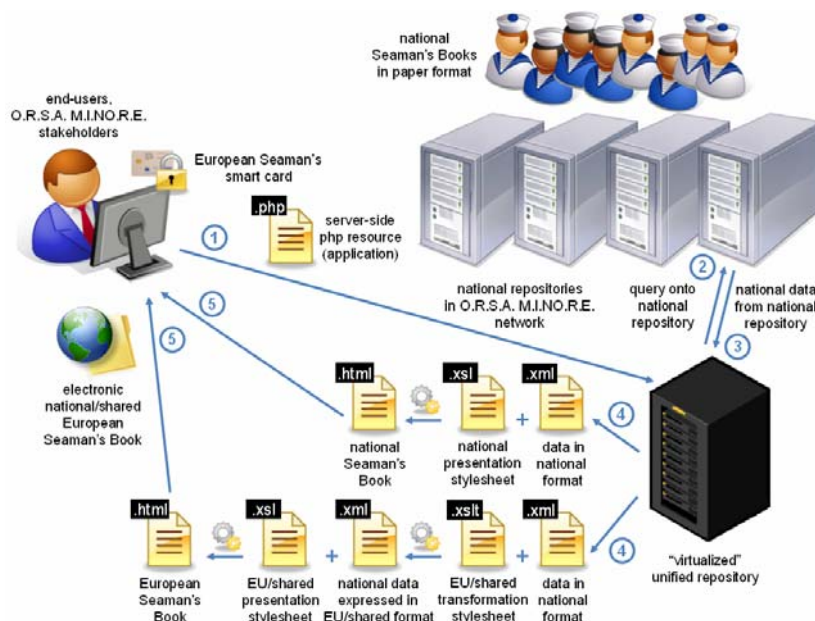 national
Seaman's Books
in paper format
end-users,
O.R.S.A. M.I.NO.R.E.
stakeholders
European Seaman's
smart card
.php
server-side
php resource
(application)
1
2
3
national repositories
in O.R.S.A. M.I.NO.R.E.
network
query onto
national
repository
national data
from national
repository
5
5
electronic
national/shared
European
Seaman's Book
.html
.xsl
.xml
4
national
Seaman's
Book
+
national
presentation
stylesheet
data in
national
format
.html
.xsl
.xml
.xslt
.xml
4
+
+
European
Seaman's
Book
EU/shared
presentation
stylesheet
national data
expressed in
EU/shared format
EU/shared
transformation
stylesheet
data in
national
format
"virtualized"
unified repository